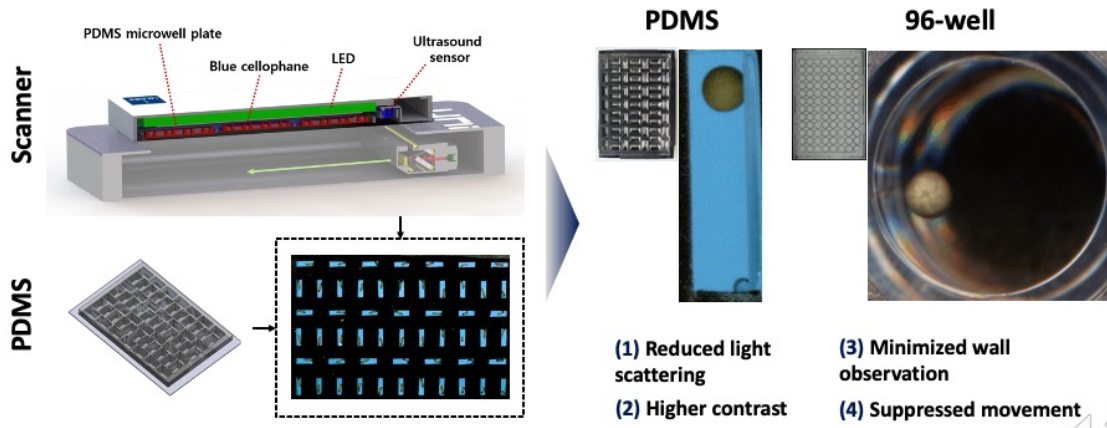 PDMS
96-well
Scanner
PDMS microwell plate
Blue cellophane
LED
Ultrasound
sensor
PDMS
(1) Reduced light
scattering
(2) Higher contrast
(3) Minimized wall
observation
(4) Suppressed movement